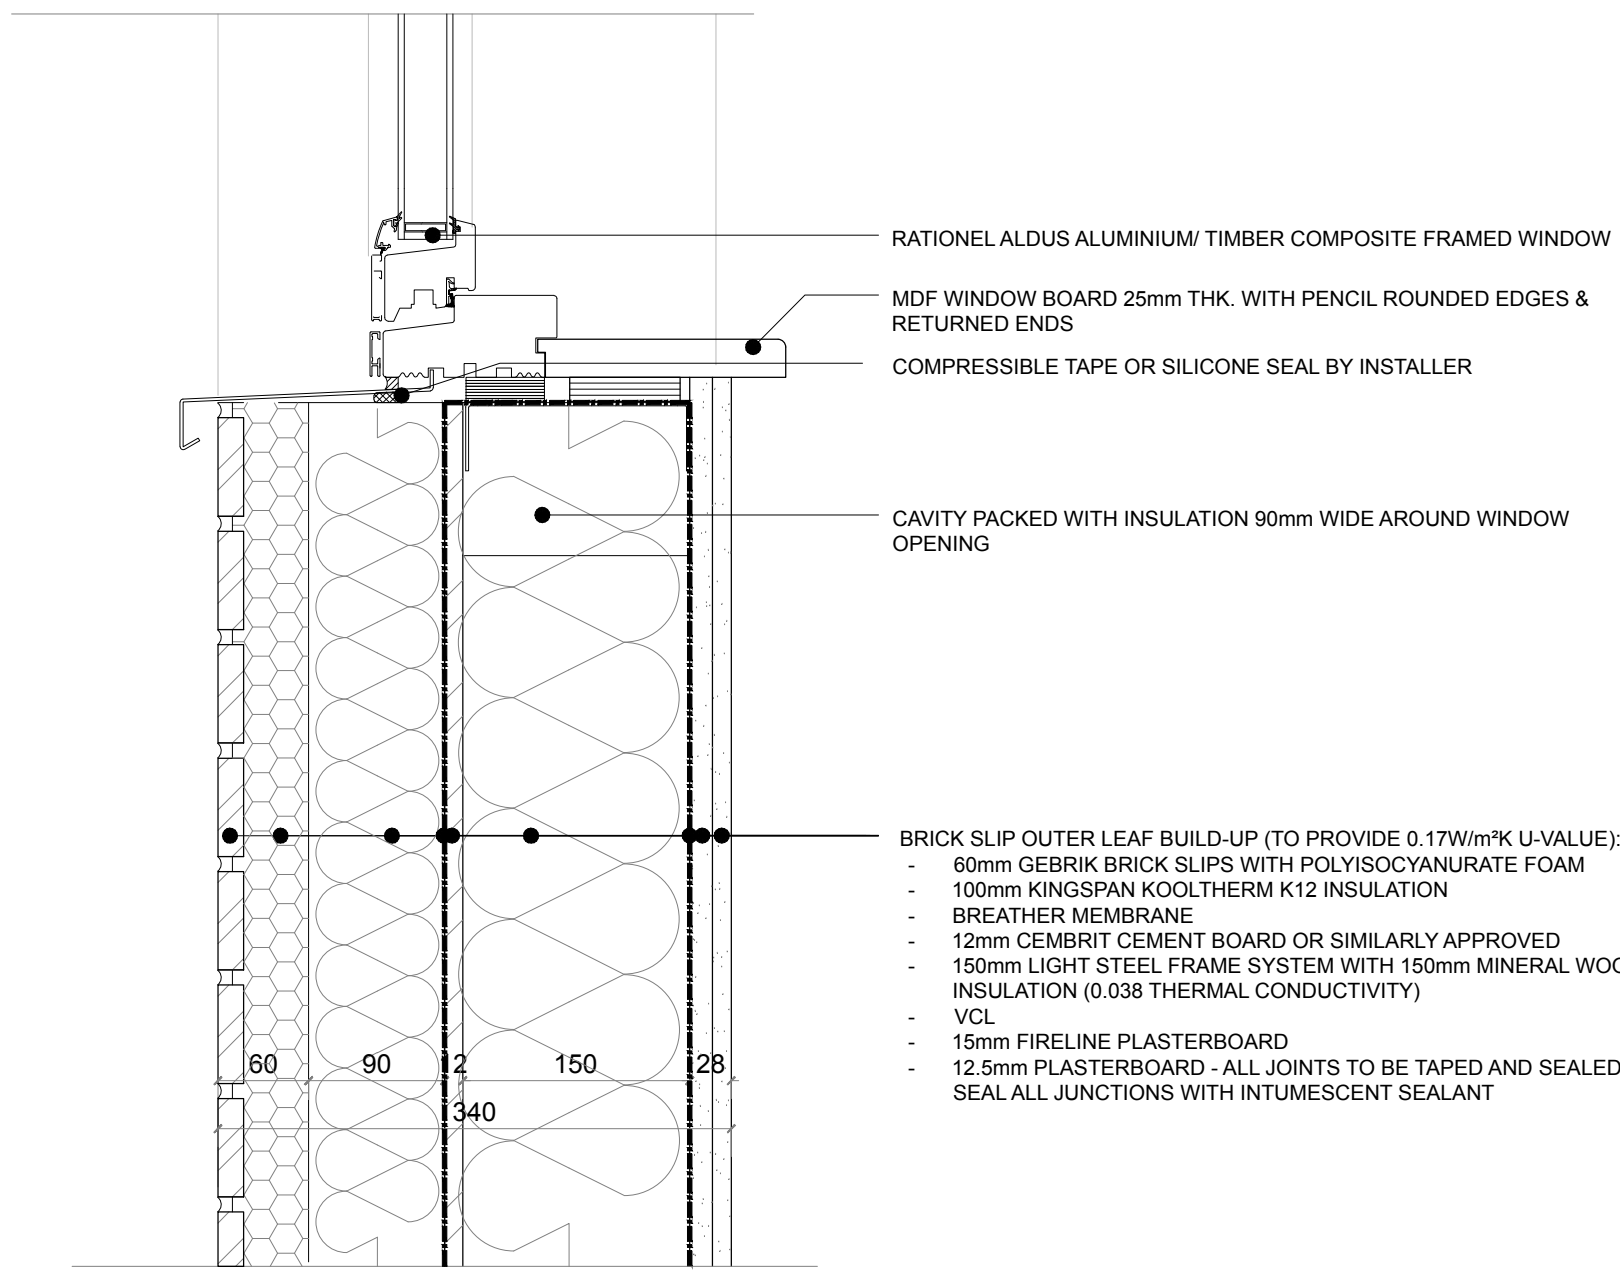 RATIONEL ALDUS ALUMINIUM/ TIMBER COMPOSITE FRAMED WINDOW
MDF WINDOW BOARD 25mm THK. WITH PENCIL ROUNDED EDGES &
RETURNED ENDS
COMPRESSIBLE TAPE OR SILICONE SEAL BY INSTALLER
CAVITY PACKED WITH INSULATION 90mm WIDE AROUND WINDOW
OPENING
BRICK SLIP OUTER LEAF BUILD-UP (TO PROVIDE 0.17W/m²K U-VALUE):
- 60mm GEBRIK BRICK SLIPS WITH POLYISOCYANURATE FOAM
- 100mm KINGSPAN KOOLTHERM K12 INSULATION
- BREATHER MEMBRANE
- 12mm CEMBRIT CEMENT BOARD OR SIMILARLY APPROVED
- 150mm LIGHT STEEL FRAME SYSTEM WITH 150mm MINERAL
INSULATION (0.038 THERMAL CONDUCTIVITY)
- VCL
- 15mm FIRELINE PLASTERBOARD
- 12.5mm PLASTERBOARD - ALL JOINTS TO BE TAPED AND SEALED
SEAL ALL JUNCTIONS WITH INTUMESCENT SEALANT
60 90 12 150 28
340